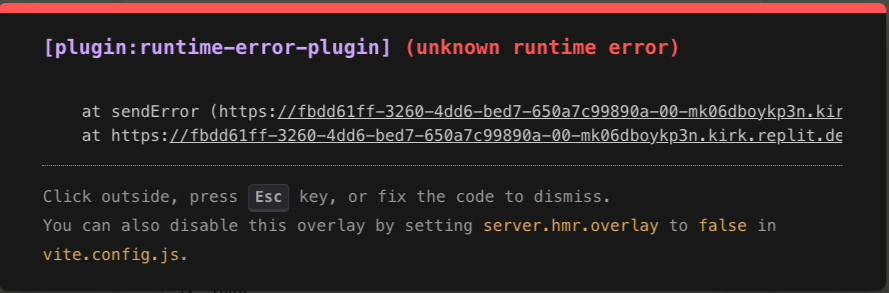 [plugin:runtime-error-plugin] (unknown runtime error)
at sendError (https://fbdd61ff-3260-4dd6-bed7-650a7c99890a-00-mk06dboykp3n.kir
at https://fbdd61ff-3260-4dd6-bed7-650a7c99890a-00-mk06dboykp3n.kirk.replit.de
Click outside, press Esc key, or fix the code to dismiss.
You can also disable this overlay by setting server.hmr.overlay to false in
vite.config.js.